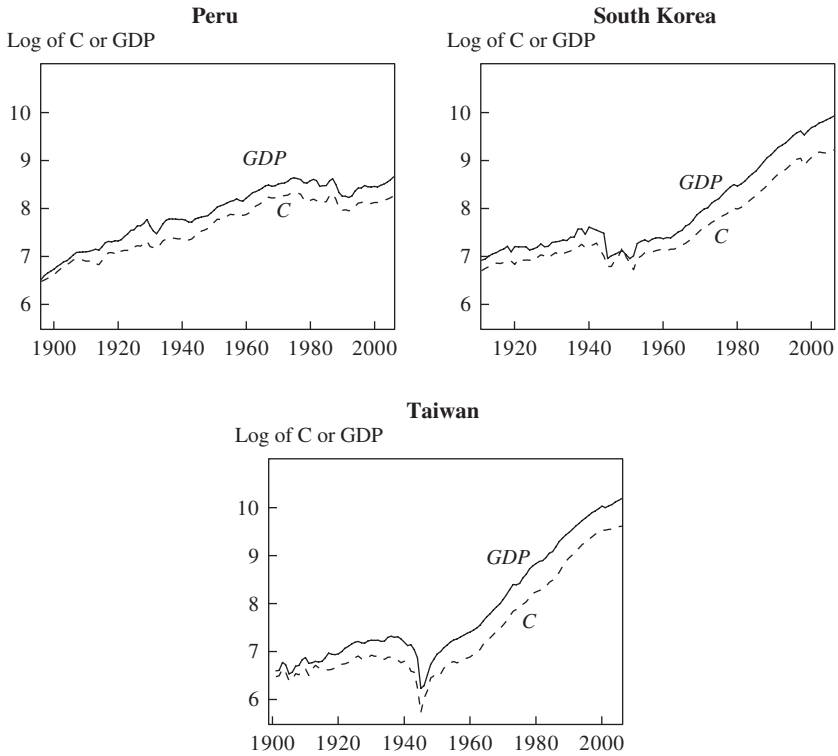 Peru
Log of C or GDP
10
9
8
7
6
GDP
C
1900 1920 1940 1960 1980 2000
South Korea
Log of C or GDP
10
9
8
7
6
GDP
C
1920 1940 1960 1980 2000
Taiwan
Log of C or GDP
10
9
8
7
6
GDP
C
1900 1920 1940 1960 1980 2000